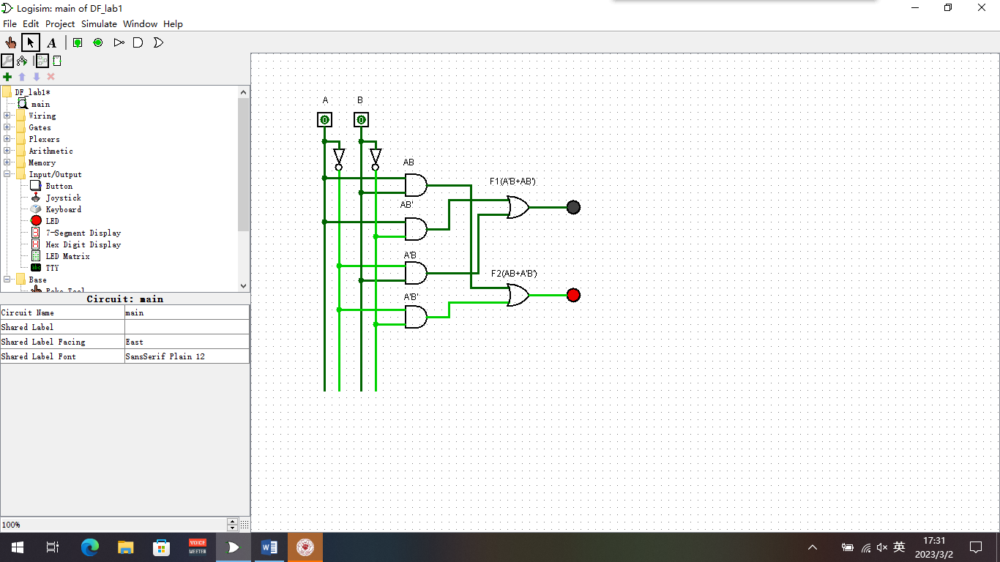 Logisim: main of DF_lab1
File Edit Project Simulate Window Help
A
DF_lab1*
main
Wiring
Gates
Plexers
Arithmetic
Memory
Input/Output
Button
Joystick
Keyboard
LED
7-Segment Display
Hex Digit Display
LED Matrix
abc TTY
Base
Poke Tool
Circuit: main
Circuit Name main
Shared Label
Shared Label Facing East
Shared Label Font SansSerif Plain 12
100%
A B
0 0
AB
AB'
A'B
A'B'
F1(A'B+AB')
F2(AB+A'B')
VOICE
MEETER
W
英
17:31
2023/3/2